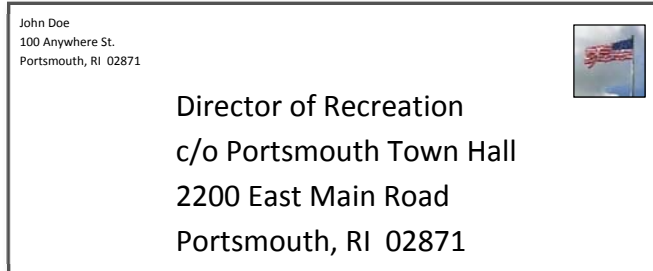 John Doe
100 Anywhere St.
Portsmouth, RI  02871
Director of Recreation
c/o Portsmouth Town Hall
2200 East Main Road
Portsmouth, RI  02871